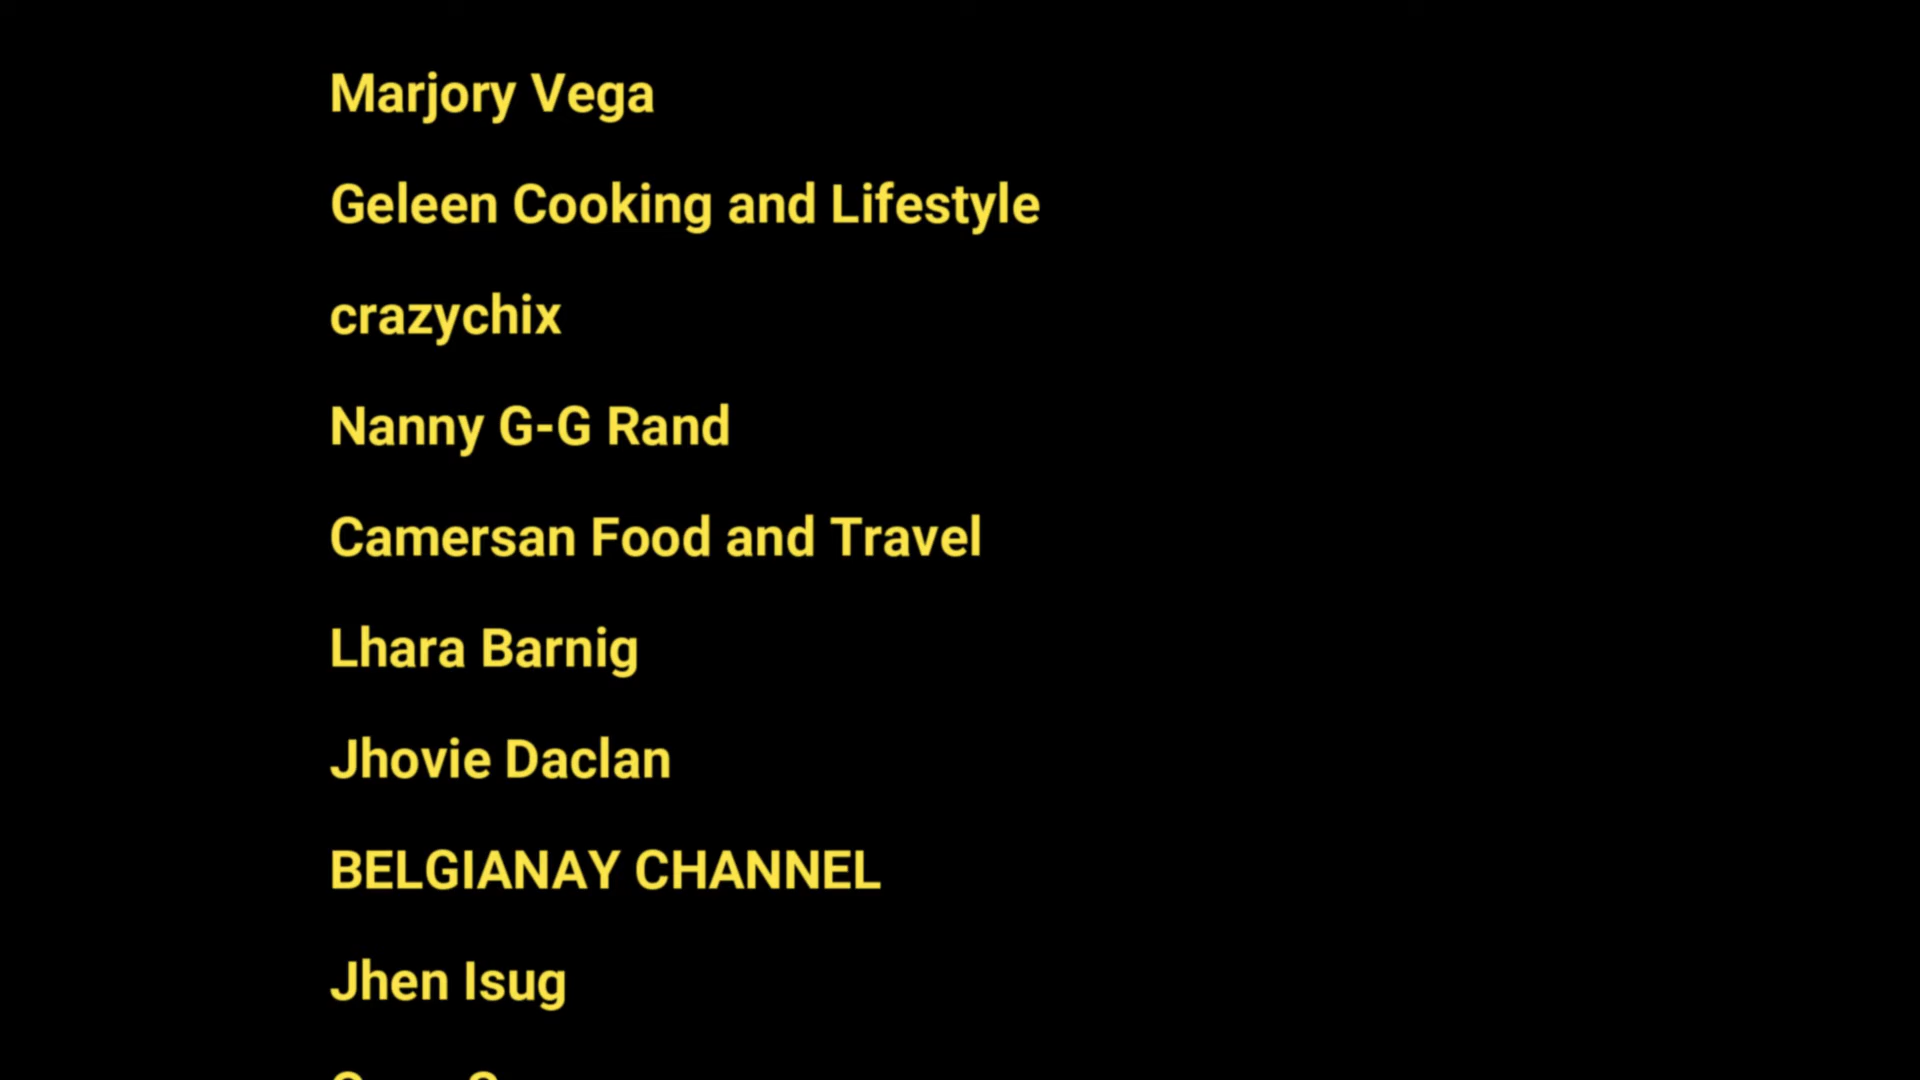 Marjory Vega
Geleen Cooking and Lifestyle
crazychix
Nanny G-G Rand
Camersan Food and Travel
Lhara Barnig
Jhovie Daclan
BELGIANAY CHANNEL
Jhen Isug